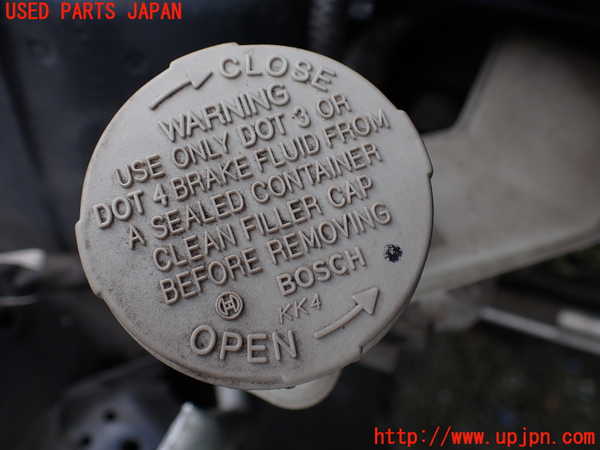 USED PARTS JAPAN
CLOSE
WARNING
USE ONLY DOT 3 OR
DOT 4 BRAKE FLUID FROM
A SEALED CONTAINER
CLEAN FILLER CAP
BEFORE REMOVING
BOSCH
KK4
OPEN
http://www.upjpn.com/